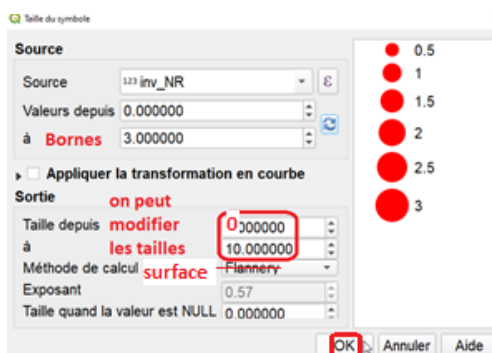 Taille du symbole
Source
Source 123 inv_NR ε
Valeurs depuis 0.000000
à Bornes 3.000000
Appliquer la transformation en courbe
Sortie
on peut
Taille depuis modifier 0.000000
à les tailles 10.000000
Méthode de calcul surface Flannery
Exposant 0.57
Taille quand la valeur est NULL 0.000000
0.5
1
1.5
2
2.5
3
OK Annuler Aide